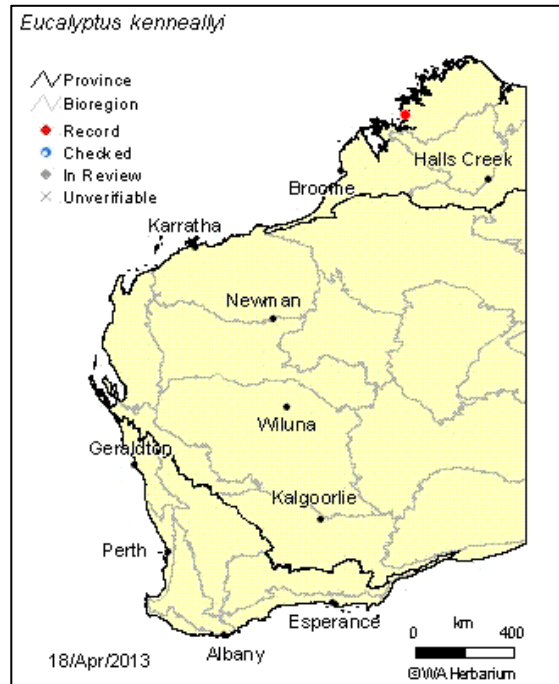 Eucalyptus kenneallyi
Province
Bioregion
Record
Checked
In Review
Unverifiable
Halls Creek
Broome
Karratha
Newman
Wiluna
Geraldton
Kalgoorlie
Perth
Esperance
Albany
0 km 400
18/Apr/2013
©WA Herbarium